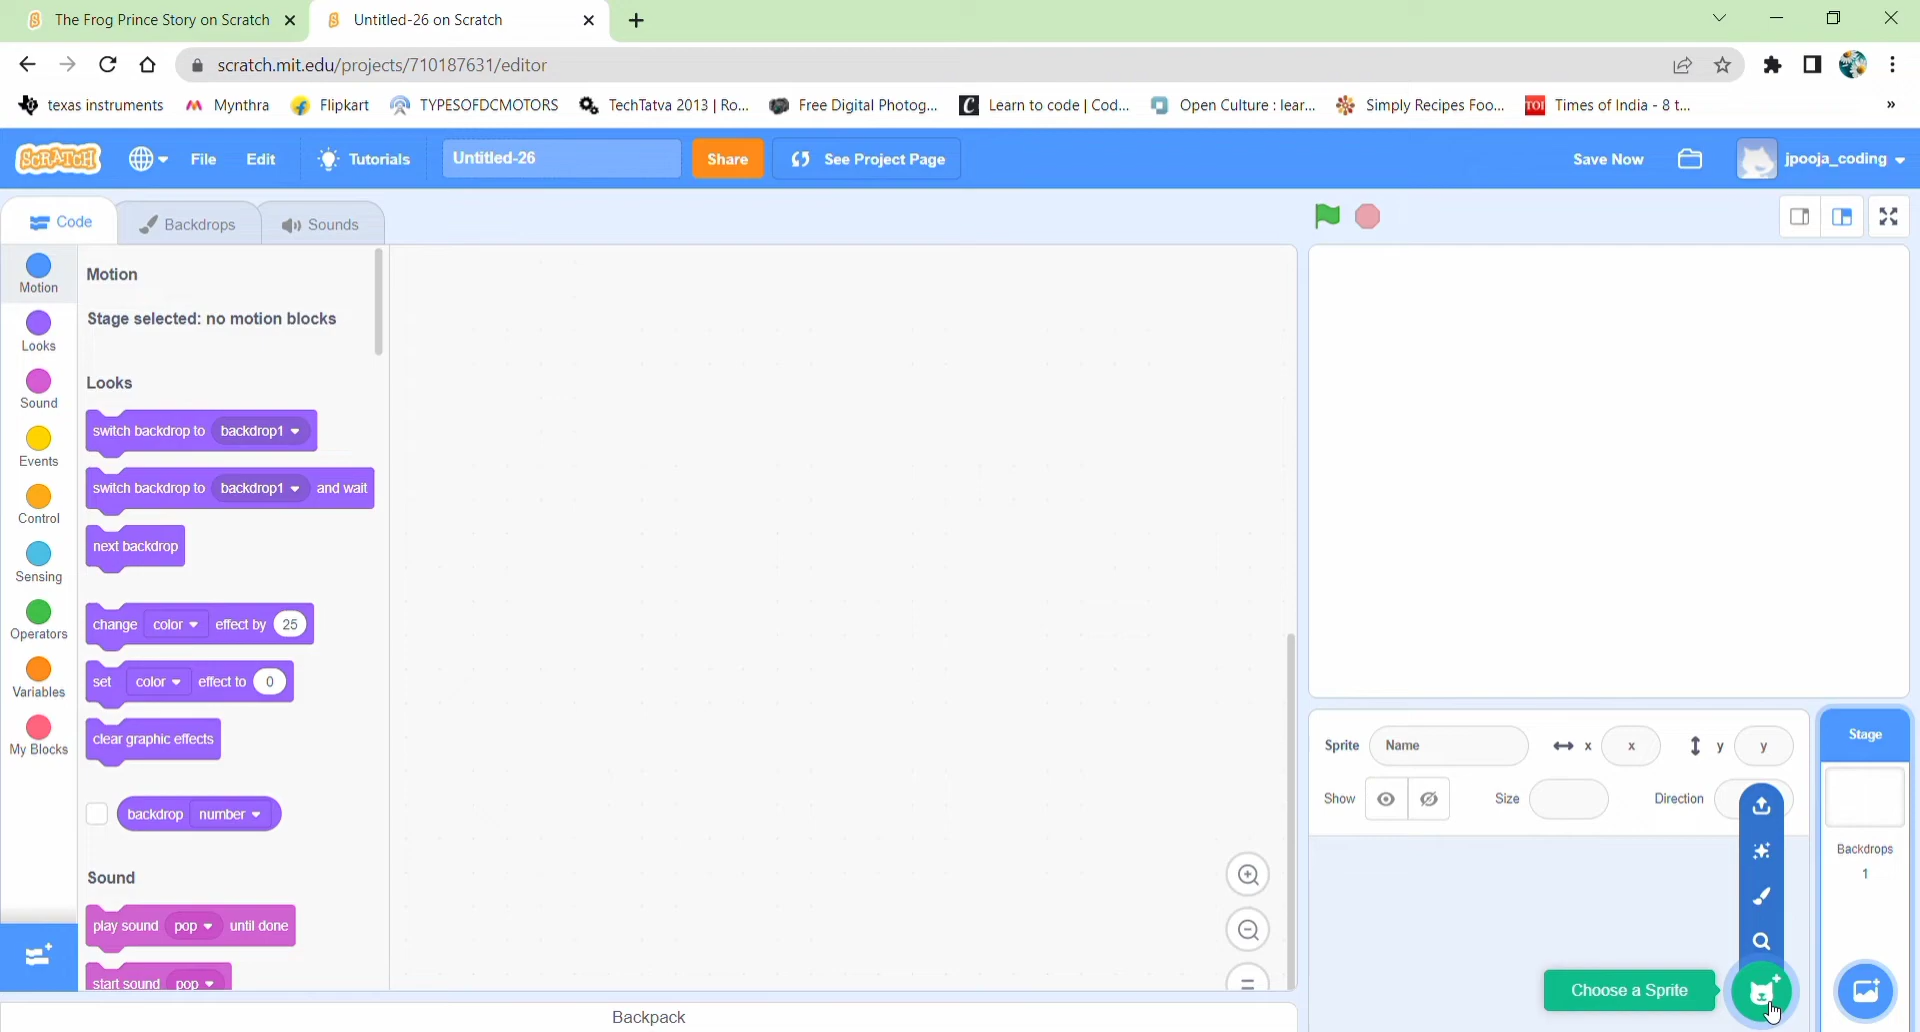 The Frog Prince Story on Scratch
Untitled-26 on Scratch
scratch.mit.edu/projects/710187631/editor
texas instruments
Mynthra
Flipkart
TYPESOFDCMOTORS
TechTatva 2013 | Ro...
Free Digital Photog...
Learn to code | Cod...
Open Culture : lear...
Simply Recipes Foo...
TOI Times of India - 8 t...
»
SCRATCH
File
Edit
Tutorials
Untitled-26
Share
See Project Page
Save Now
jpooja_coding
Code
Backdrops
Sounds
Motion
Looks
Sound
Events
Control
Sensing
Operators
Variables
My Blocks
Motion
Stage selected: no motion blocks
Looks
switch backdrop to backdrop1
switch backdrop to backdrop1 and wait
next backdrop
change color effect by 25
set color effect to 0
clear graphic effects
backdrop number
Sound
play sound pop until done
start sound pop
Backpack
Sprite Name x x y y
Show Size Direction
Choose a Sprite
Stage
Backdrops
1